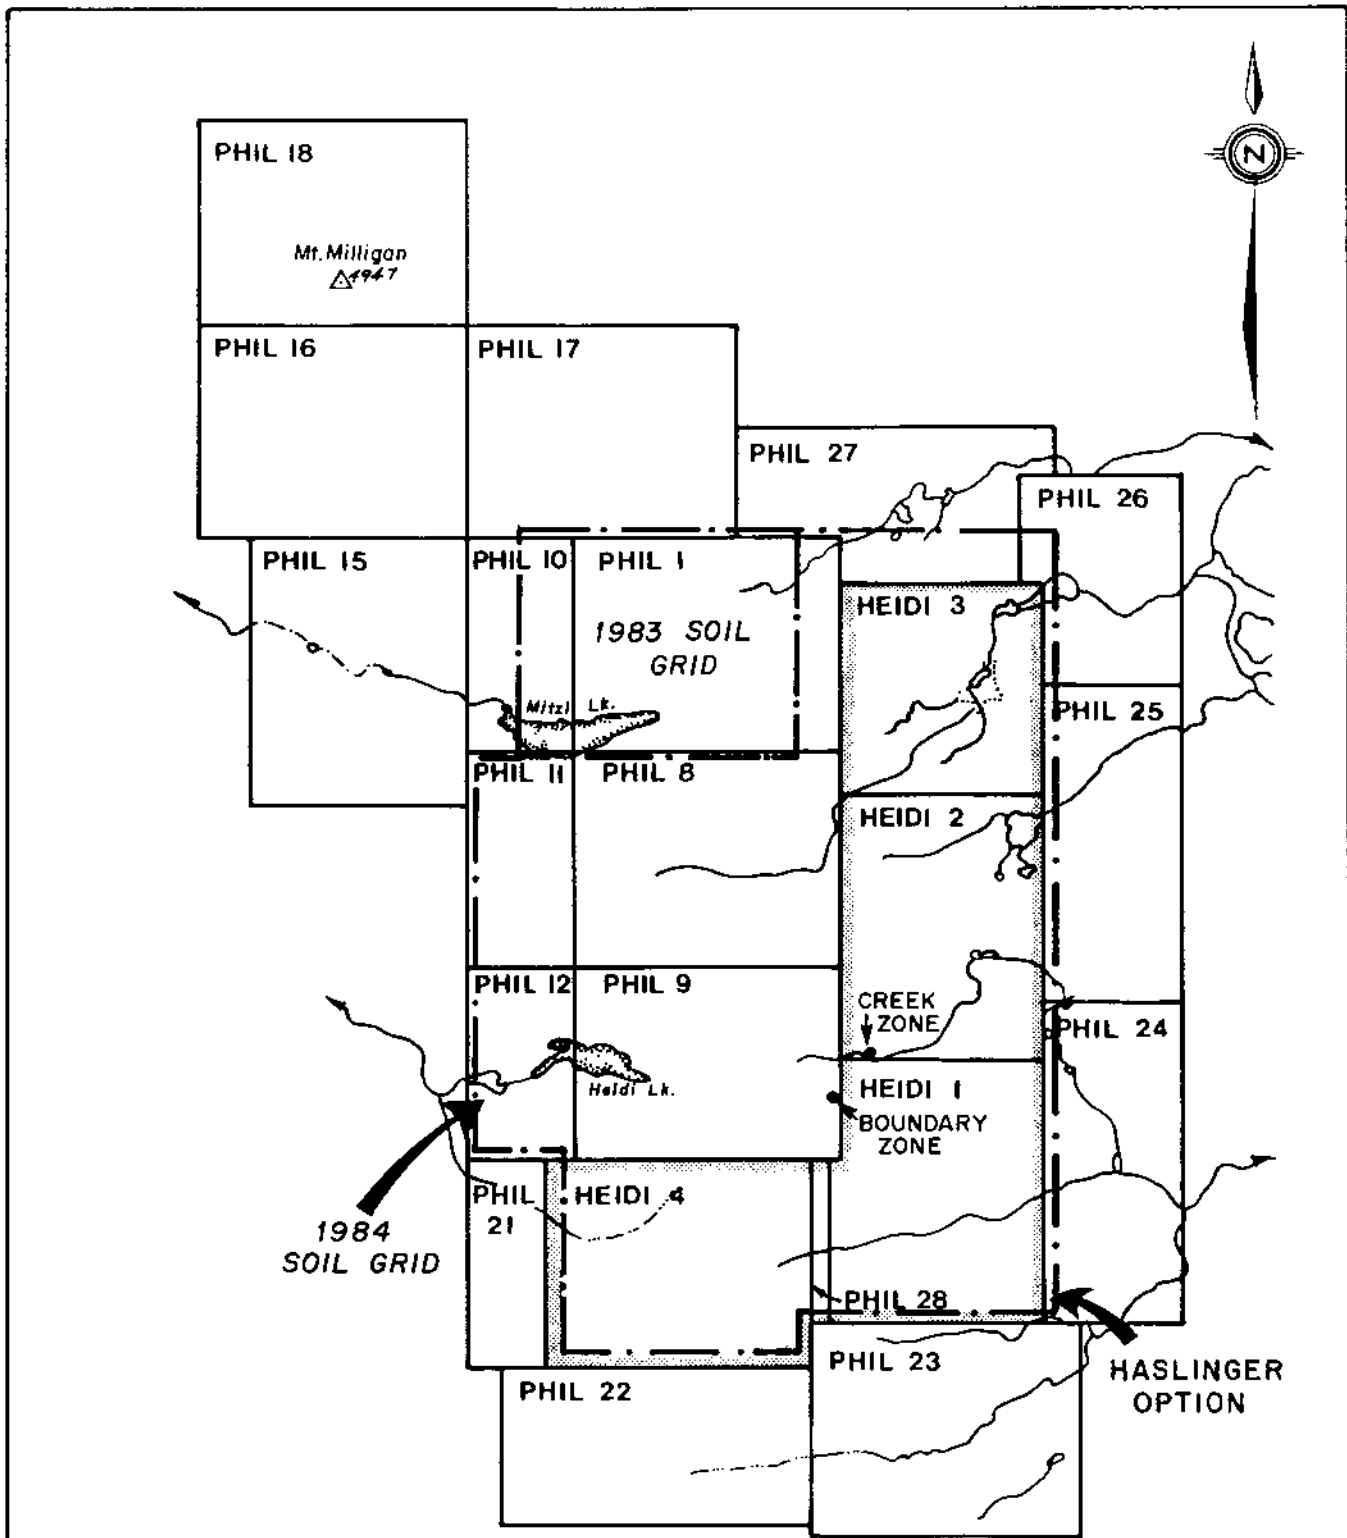 PHIL 18
Mt. Milligan
4947
N
PHIL 16
PHIL 17
PHIL 27
PHIL 26
PHIL 15
PHIL 10
PHIL 1
HEIDI 3
1983 SOIL
GRID
Mitzi Lk.
PHIL 25
PHIL 11
PHIL 8
HEIDI 2
PHIL 12
PHIL 9
CREEK
ZONE
PHIL 24
Heidi Lk.
HEIDI 1
BOUNDARY
ZONE
PHIL
21
HEIDI 4
1984
SOIL GRID
PHIL 28
PHIL 23
PHIL 22
HASLINGER
OPTION